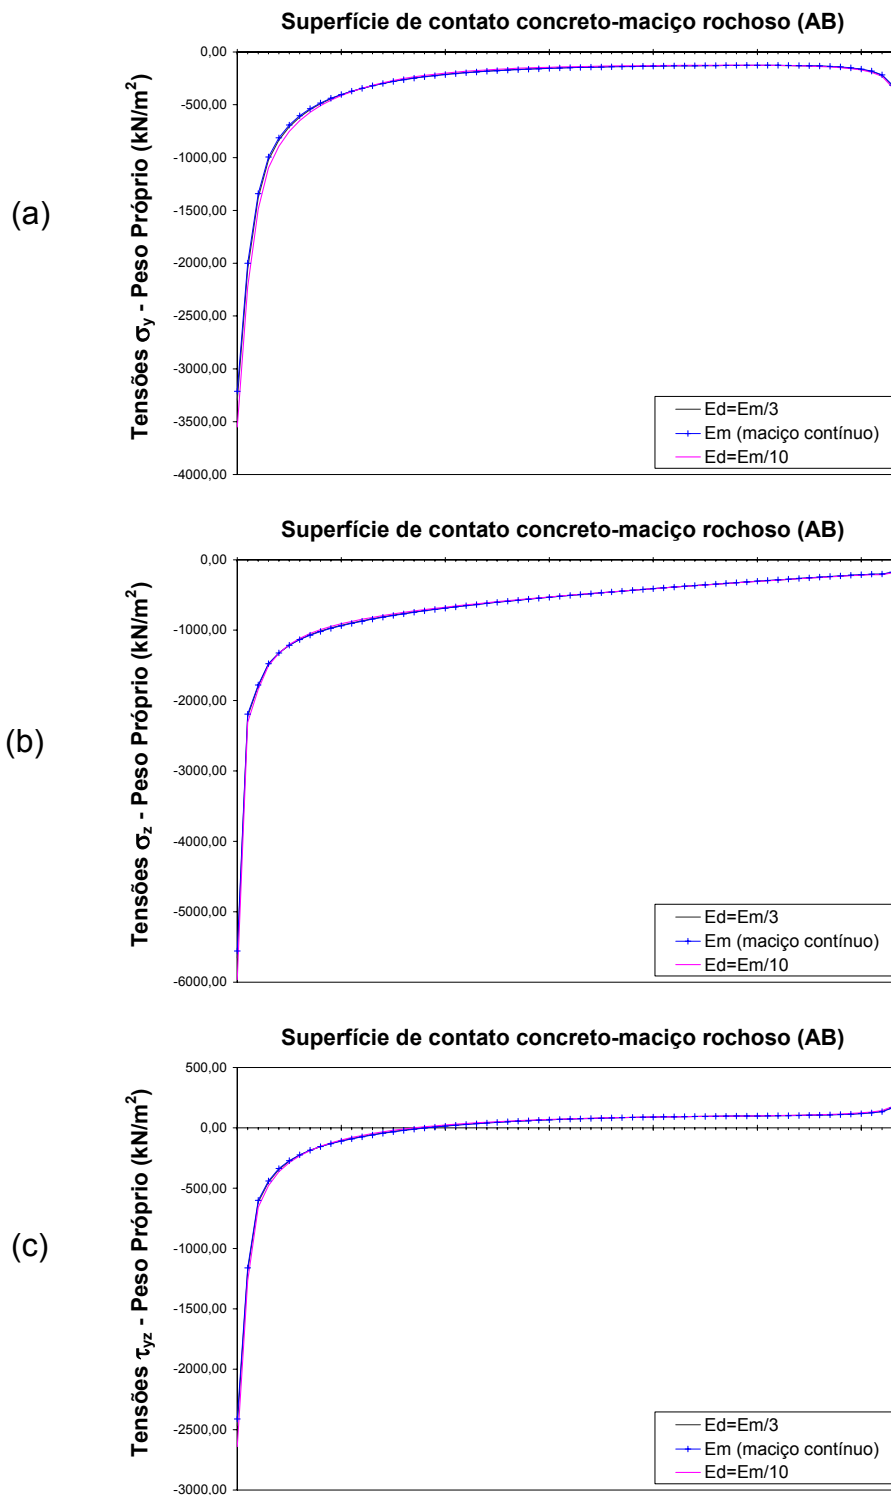 Superfície de contato concreto-maciço rochoso (AB)
(a)
Tensões σy - Peso Próprio (kN/m²)
0,00
-500,00
-1000,00
-1500,00
-2000,00
-2500,00
-3000,00
-3500,00
-4000,00
Ed=Em/3
Em (maciço contínuo)
Ed=Em/10
Superfície de contato concreto-maciço rochoso (AB)
(b)
Tensões σz - Peso Próprio (kN/m²)
0,00
-1000,00
-2000,00
-3000,00
-4000,00
-5000,00
-6000,00
Ed=Em/3
Em (maciço contínuo)
Ed=Em/10
Superfície de contato concreto-maciço rochoso (AB)
(c)
Tensões τyz - Peso Próprio (kN/m²)
500,00
0,00
-500,00
-1000,00
-1500,00
-2000,00
-2500,00
-3000,00
Ed=Em/3
Em (maciço contínuo)
Ed=Em/10